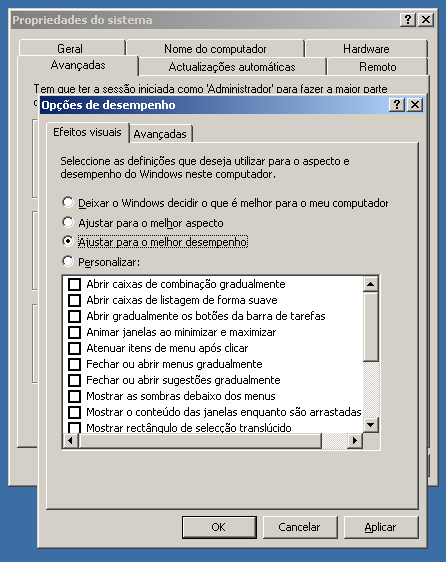 Propriedades do sistema
Geral
Nome do computador
Hardware
Avançadas
Actualizações automáticas
Remoto
Tem que ter a sessão iniciada como 'Administrador' para fazer a maior parte
Opções de desempenho
Efeitos visuais
Avançadas
Seleccione as definições que deseja utilizar para o aspecto e
desempenho do Windows neste computador.
Deixar o Windows decidir o que é melhor para o meu computador
Ajustar para o melhor aspecto
Ajustar para o melhor desempenho
Personalizar:
Abrir caixas de combinação gradualmente
Abrir caixas de listagem de forma suave
Abrir gradualmente os botões da barra de tarefas
Animar janelas ao minimizar e maximizar
Atenuar itens de menu após clicar
Fechar ou abrir menus gradualmente
Fechar ou abrir sugestões gradualmente
Mostrar as sombras debaixo dos menus
Mostrar o conteúdo das janelas enquanto são arrastadas
Mostrar rectângulo de selecção translúcido
OK
Cancelar
Aplicar